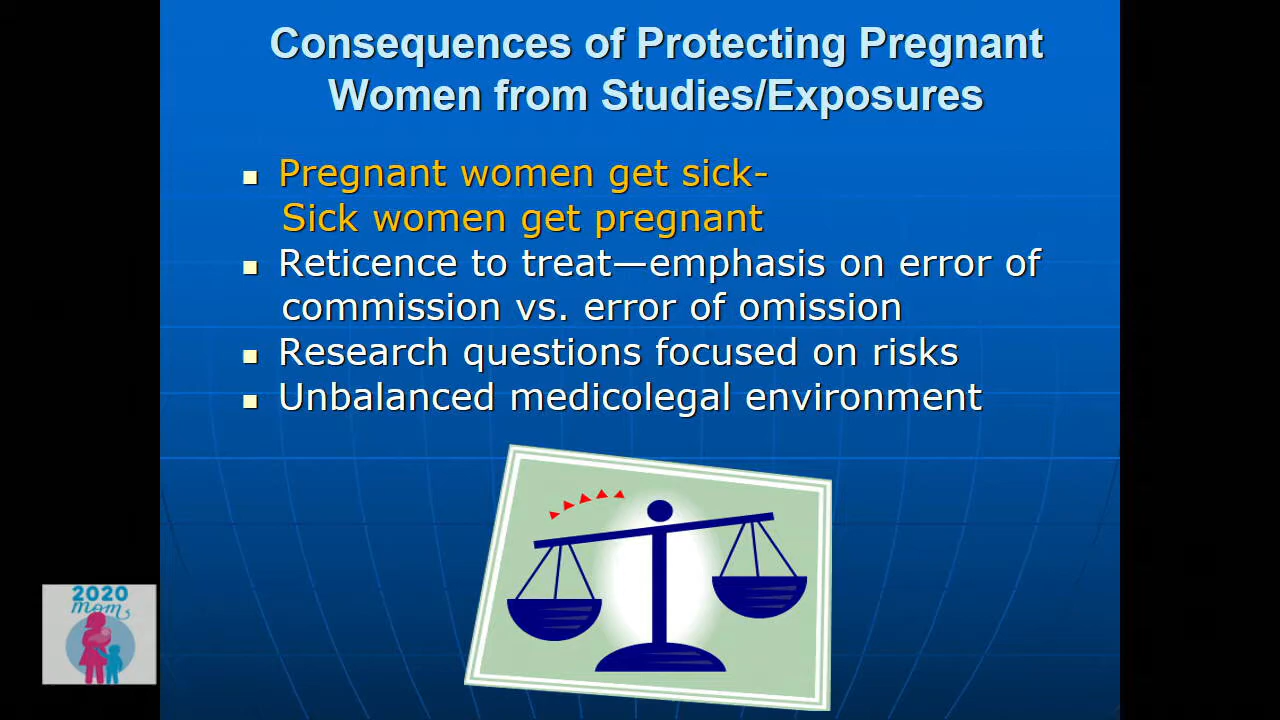 Consequences of Protecting Pregnant
Women from Studies/Exposures
Pregnant women get sick-
Sick women get pregnant
Reticence to treat—emphasis on error of
commission vs. error of omission
Research questions focused on risks
Unbalanced medicolegal environment
2020
moms